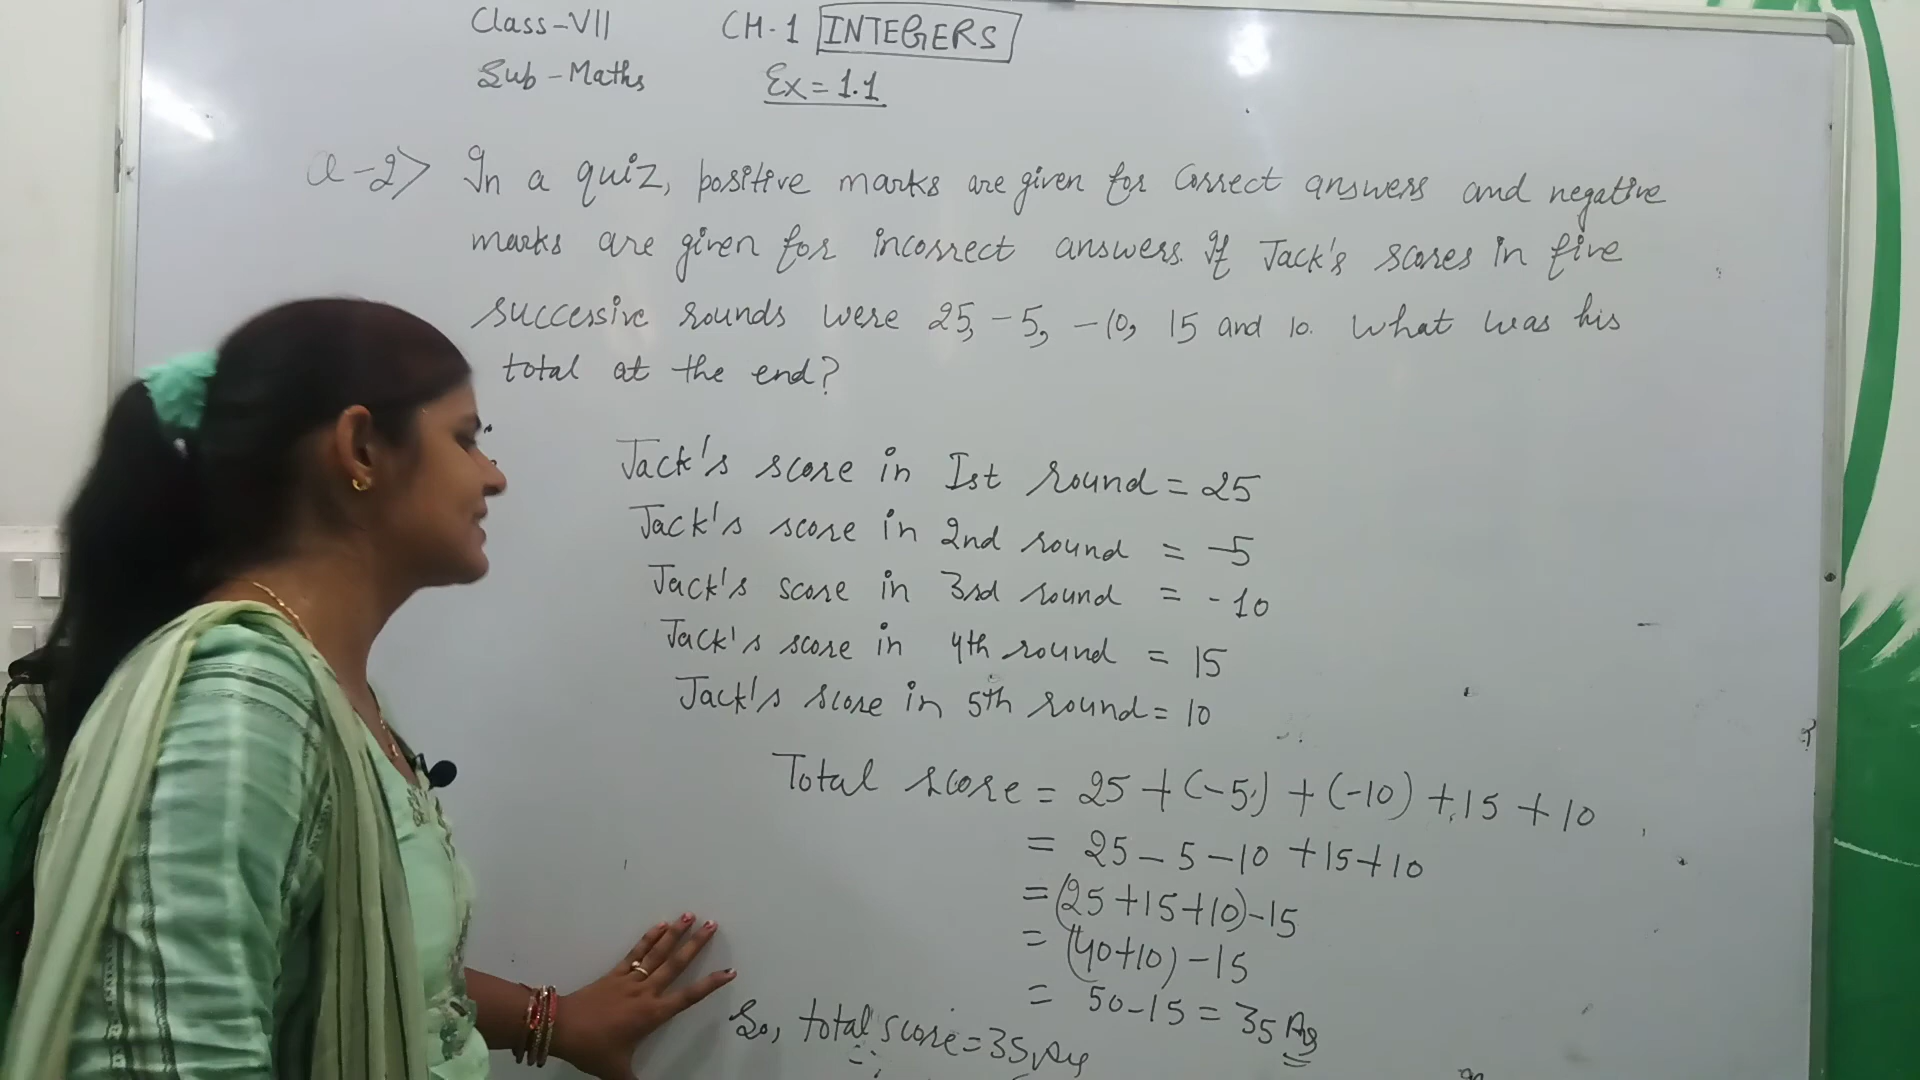 Class-VII CH.1 INTEGERS
Sub-Maths Ex=1.1
Q-2> In a quiz, positive marks are given for correct answers and negative
marks are given for incorrect answers. If Jack's scores in five
successive rounds were 25, -5, -10, 15 and 10. What was his
total at the end?
Jack's score in Ist round = 25
Jack's score in 2nd round = -5
Jack's score in 3rd round = -10
Jack's score in 4th round = 15
Jack's score in 5th round = 10
Total score = 25 + (-5) + (-10) + 15 + 10
= 25 - 5 - 10 + 15 + 10
= (25+15+10)-15
= (40+10) - 15
= 50-15 = 35 Ans
So, total score = 35 Ans